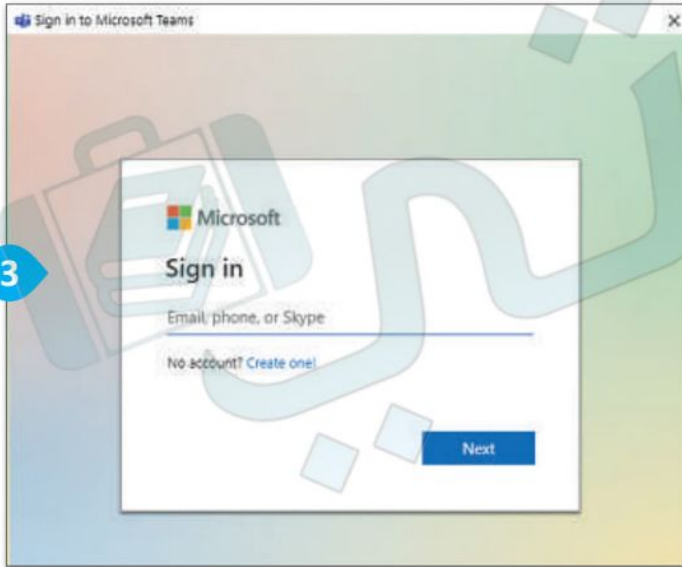 Sign in to Microsoft Teams
Microsoft
Sign in
3
Email, phone, or Skype
No account? Create one!
Next